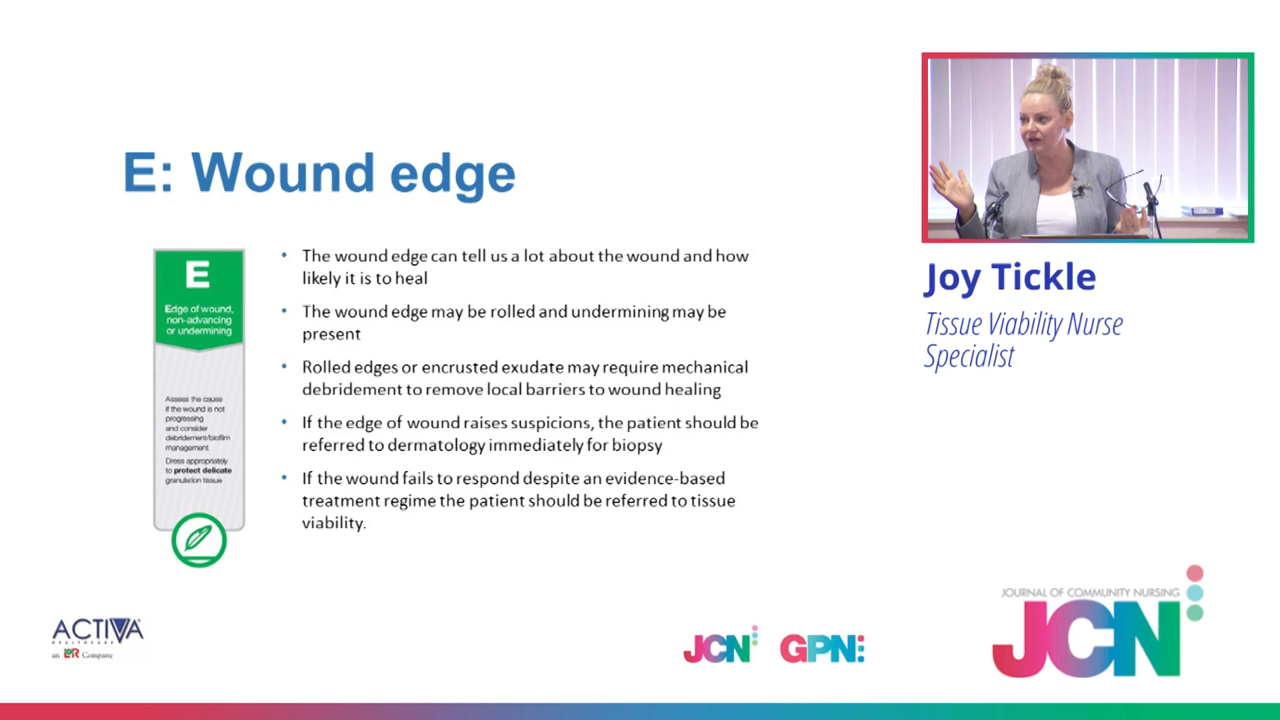 E: Wound edge
E
Edge of wound,
non-advancing
or undermining
Assess the cause
if the wound is not
progressing
and consider
debridement/biofilm
management
Dress appropriately
to protect delicate
granulation tissue
• The wound edge can tell us a lot about the wound and how
likely it is to heal
• The wound edge may be rolled and undermining may be
present
• Rolled edges or encrusted exudate may require mechanical
debridement to remove local barriers to wound healing
• If the edge of wound raises suspicions, the patient should be
referred to dermatology immediately for biopsy
• If the wound fails to respond despite an evidence-based
treatment regime the patient should be referred to tissue
viability.
Joy Tickle
Tissue Viability Nurse
Specialist
ACTIVA
HEALTHCARE
an L&R Company
JCN
GPN
JOURNAL OF COMMUNITY NURSING
JCN